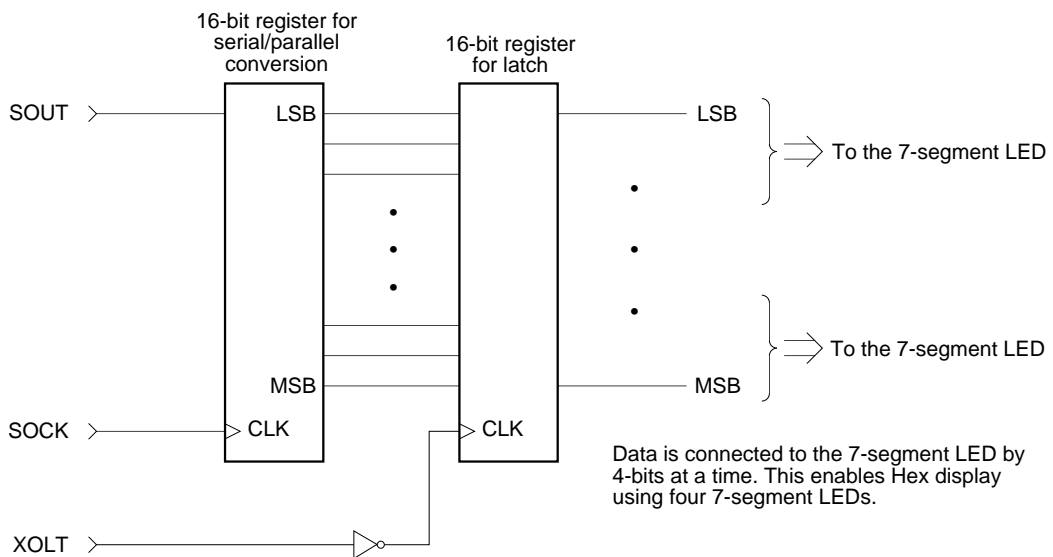 16-bit register for
serial/parallel
conversion
16-bit register
for latch
SOUT
LSB
LSB
To the 7-segment LED
To the 7-segment LED
MSB
MSB
SOCK
CLK
CLK
Data is connected to the 7-segment LED by
4-bits at a time. This enables Hex display
using four 7-segment LEDs.
XOLT